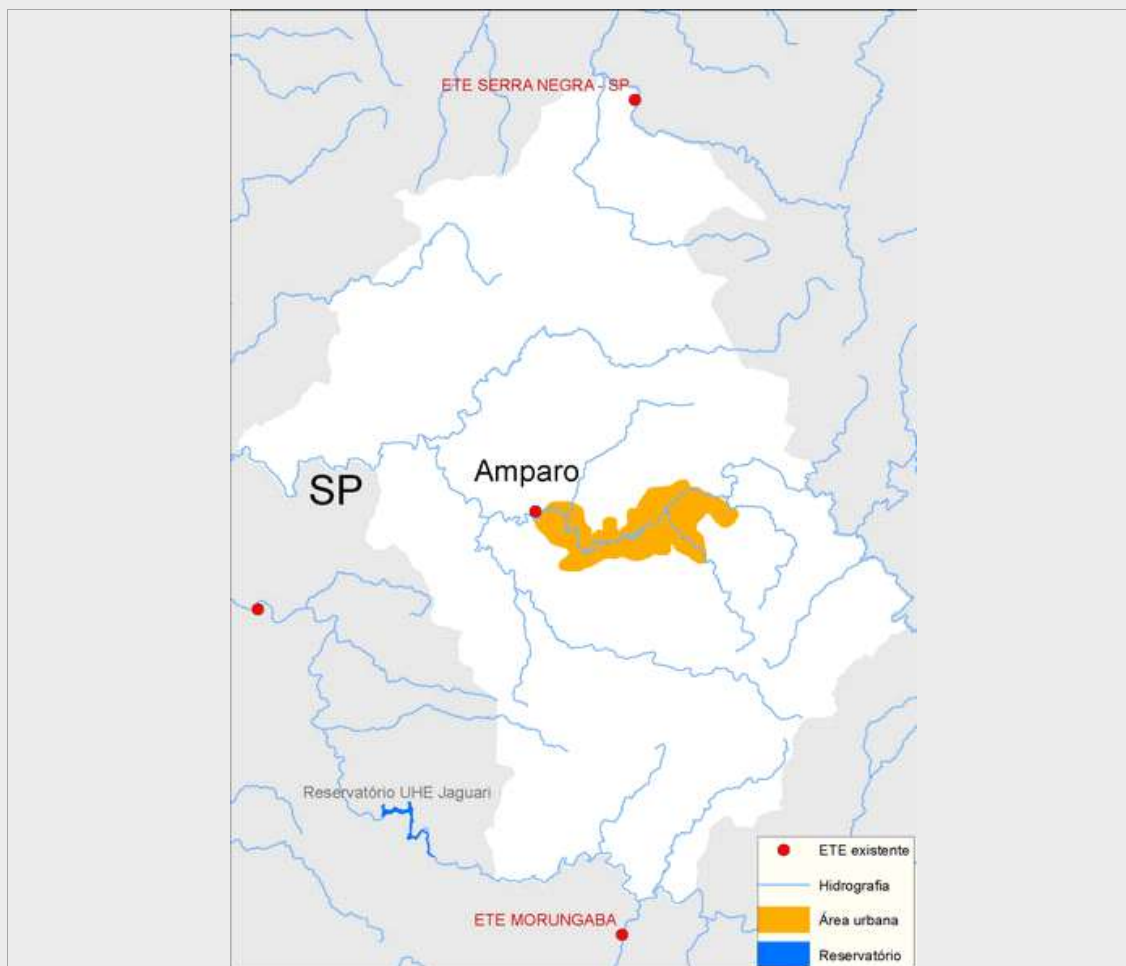 ETE SERRA NEGRA - SP
Amparo
SP
Reservatório UHE Jaguari
ETE MORUNGABA
ETE existente
Hidrografia
Área urbana
Reservatório